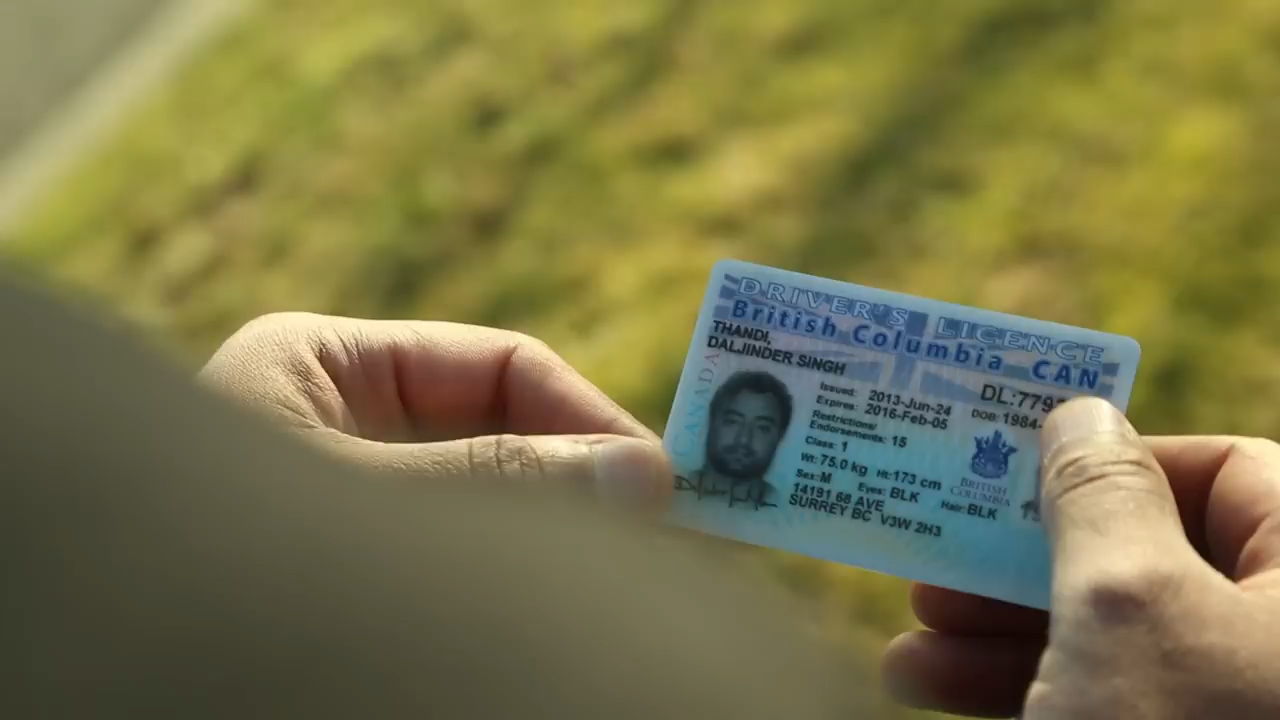 DRIVER'S LICENCE
British Columbia CAN
THANDI,
DALJINDER SINGH
CANADA
DL:779
Issued: 2013-Jun-24
DOB: 1984-
Expires: 2016-Feb-05
Restrictions/
Endorsements: 15
Class: 1
Wt: 75.0 kg Ht: 173 cm
Sex: M Eyes: BLK Hair: BLK
BRITISH
COLUMBIA
14191 68 AVE
SURREY BC V3W 2H3